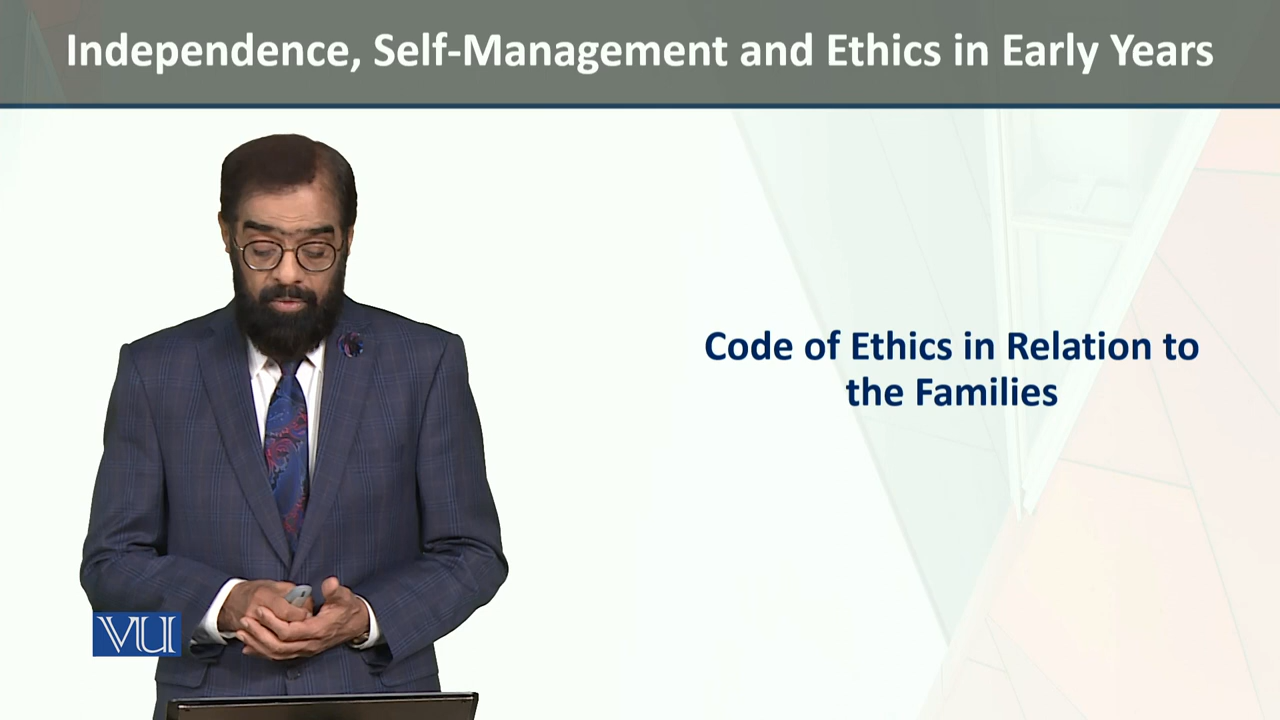 Independence, Self-Management and Ethics in Early Years
Code of Ethics in Relation to
the Families
VU